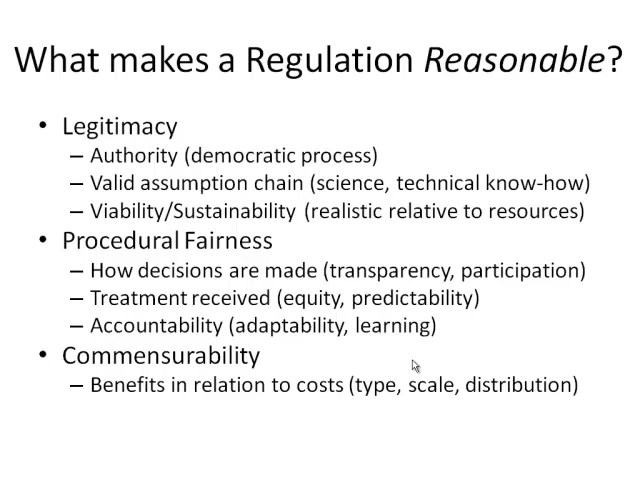 What makes a Regulation Reasonable?
• Legitimacy
– Authority (democratic process)
– Valid assumption chain (science, technical know-how)
– Viability/Sustainability (realistic relative to resources)
• Procedural Fairness
– How decisions are made (transparency, participation)
– Treatment received (equity, predictability)
– Accountability (adaptability, learning)
• Commensurability
– Benefits in relation to costs (type, scale, distribution)